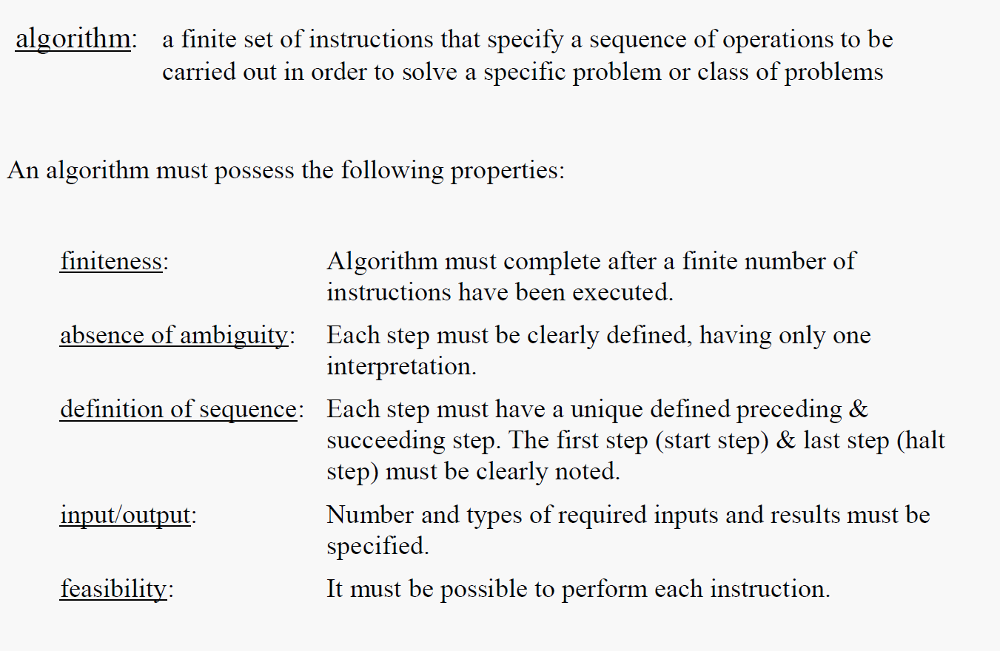 algorithm: a finite set of instructions that specify a sequence of operations to be
carried out in order to solve a specific problem or class of problems
An algorithm must possess the following properties:
finiteness: Algorithm must complete after a finite number of
instructions have been executed.
absence of ambiguity: Each step must be clearly defined, having only one
interpretation.
definition of sequence: Each step must have a unique defined preceding &
succeeding step. The first step (start step) & last step (halt
step) must be clearly noted.
input/output: Number and types of required inputs and results must be
specified.
feasibility: It must be possible to perform each instruction.